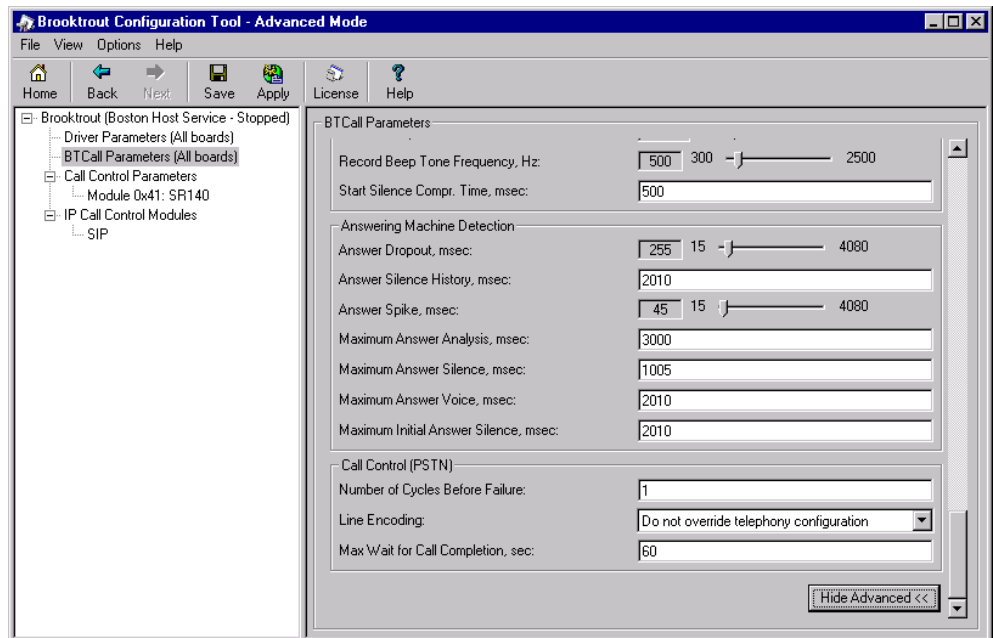 Brooktrout Configuration Tool - Advanced Mode
File View Options Help
Home Back Next Save Apply License Help
Brooktrout (Boston Host Service - Stopped)
Driver Parameters (All boards)
BTCall Parameters (All boards)
Call Control Parameters
Module 0x41: SR140
IP Call Control Modules
SIP
BTCall Parameters
Record Beep Tone Frequency, Hz: 500 300 2500
Start Silence Compr. Time, msec: 500
Answering Machine Detection
Answer Dropout, msec: 255 15 4080
Answer Silence History, msec: 2010
Answer Spike, msec: 45 15 4080
Maximum Answer Analysis, msec: 3000
Maximum Answer Silence, msec: 1005
Maximum Answer Voice, msec: 2010
Maximum Initial Answer Silence, msec: 2010
Call Control (PSTN)
Number of Cycles Before Failure: 1
Line Encoding: Do not override telephony configuration
Max Wait for Call Completion, sec: 60
Hide Advanced <<